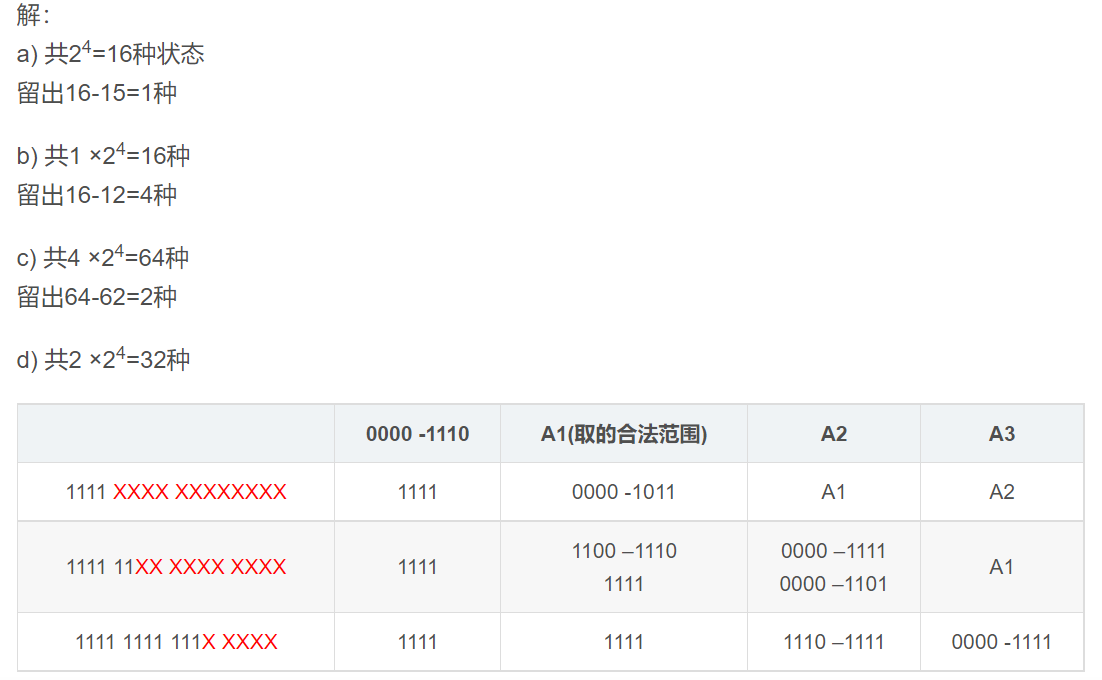 解：
a) 共2⁴=16种状态
留出16-15=1种
b) 共1 ×2⁴=16种
留出16-12=4种
c) 共4 ×2⁴=64种
留出64-62=2种
d) 共2 ×2⁴=32种
0000 -1110 A1(取的合法范围) A2 A3
1111 XXXX XXXXXXXX 1111 0000 -1011 A1 A2
1111 11XX XXXX XXXX 1111 1100 –1110 1111 0000 –1111 0000 –1101 A1
1111 1111 111X XXXX 1111 1111 1110 –1111 0000 -1111